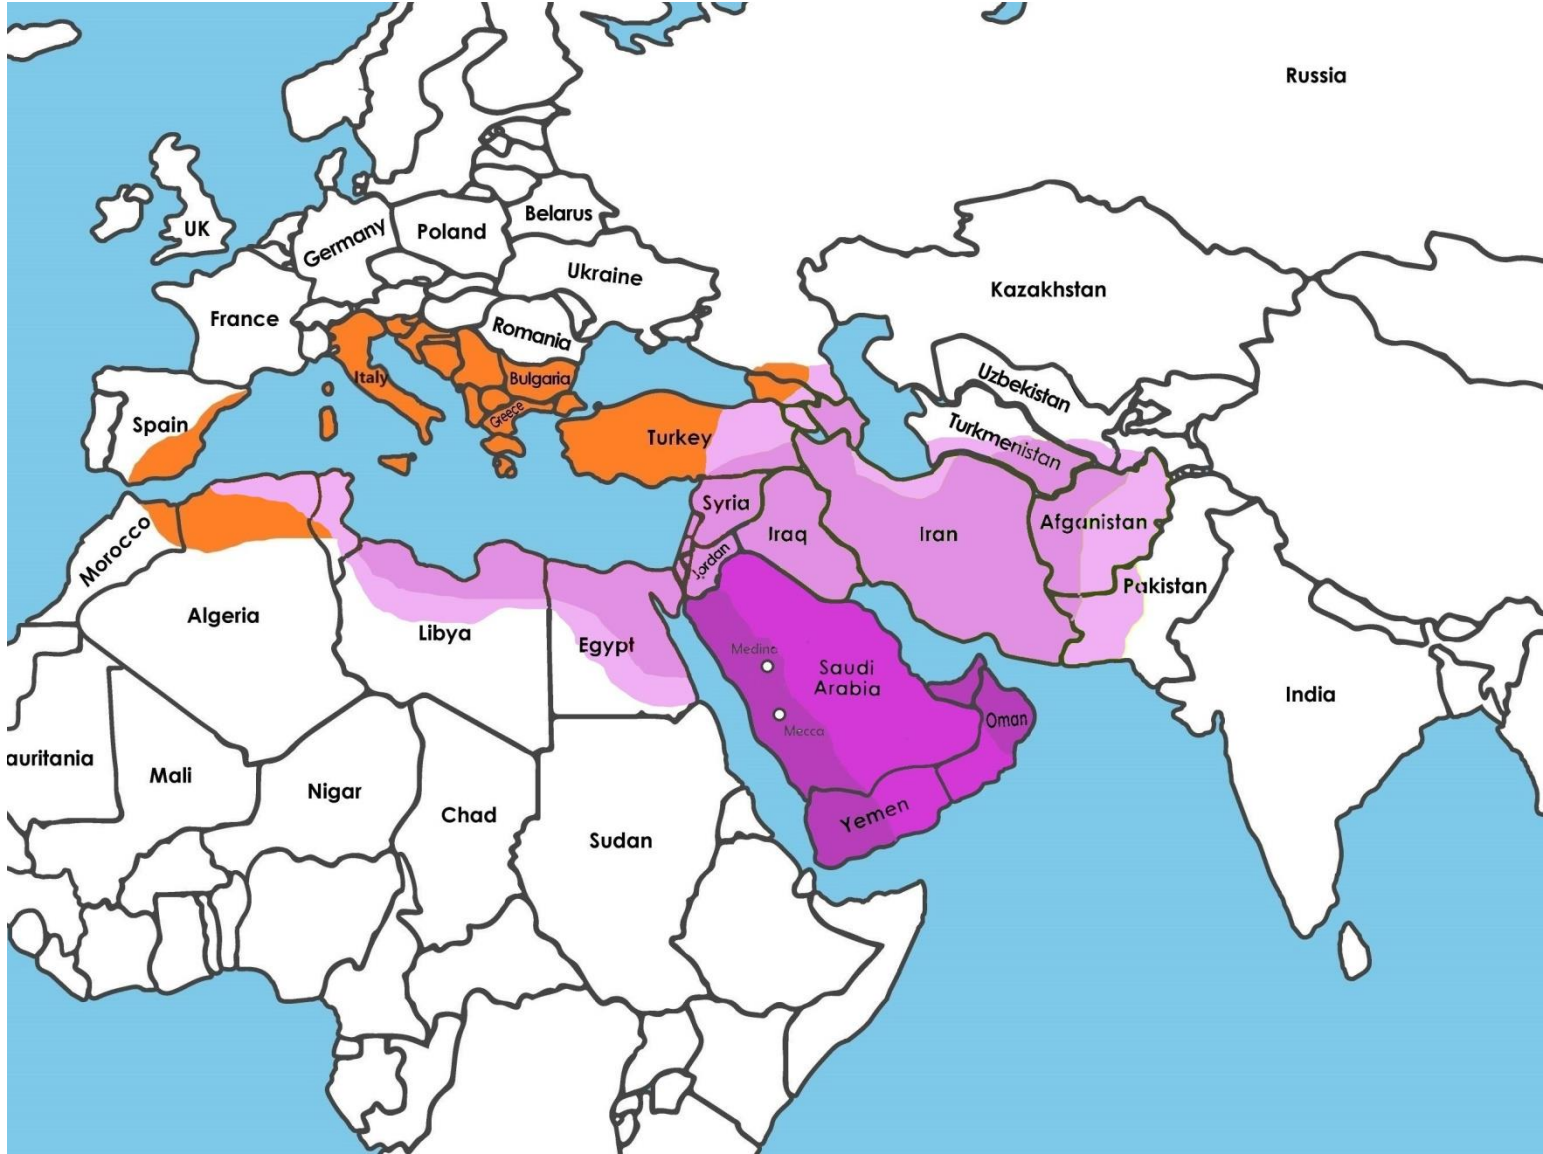 Russia
UK
Belarus
Poland
Germany
Ukraine
Kazakhstan
France
Romania
Uzbekistan
Italy
Bulgaria
Greece
Spain
Turkey
Turkmenistan
Syria
Iraq
Iran
Afganistan
Jordan
Morocco
Pakistan
Algeria
Libya
Egypt
Medina
Saudi
Arabia
India
Mecca
Oman
auritania
Mali
Nigar
Chad
Yemen
Sudan